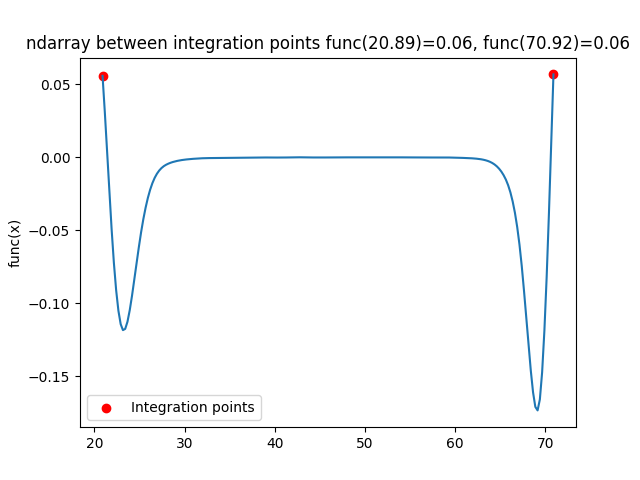 ndarray between integration points func(20.89)=0.06, func(70.92)=0.06
0.05
0.00
−0.05
−0.10
−0.15
func(x)
Integration points
20 30 40 50 60 70